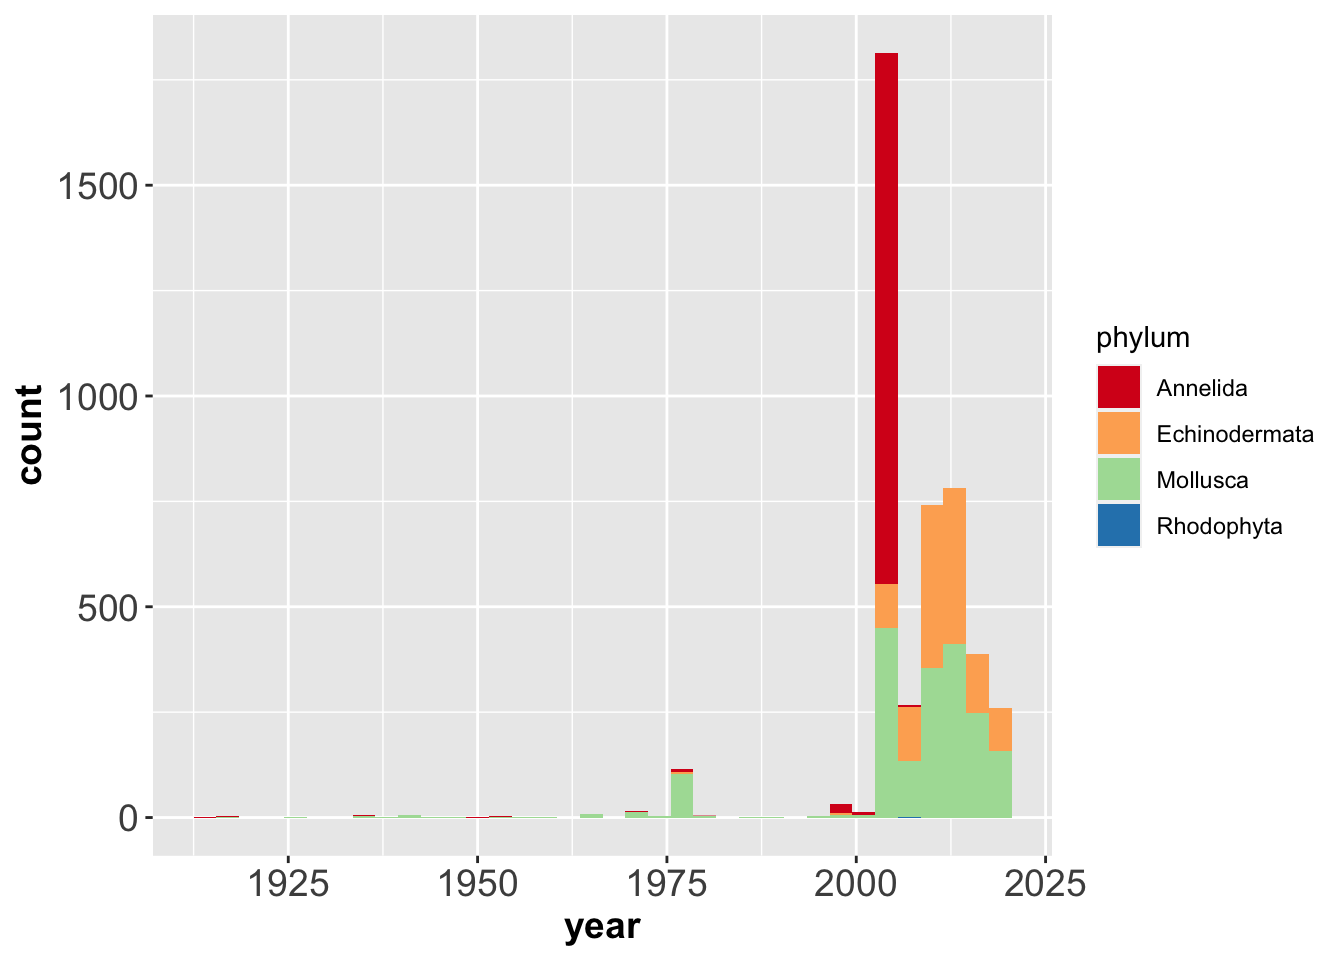 1500
1000
500
0
count
1925 1950 1975 2000 2025
year
phylum
Annelida
Echinodermata
Mollusca
Rhodophyta